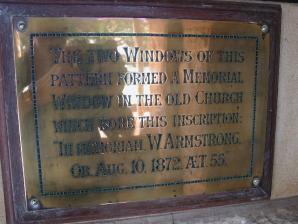 THE TWO WINDOWS OF THIS
PATTERN FORMED A MEMORIAL
WINDOW IN THE OLD CHURCH
WHICH BORE THIS INSCRIPTION:
"IN MEMORIAM. W. ARMSTRONG.
OB. AUG. 10. 1872. ÆT. 55."